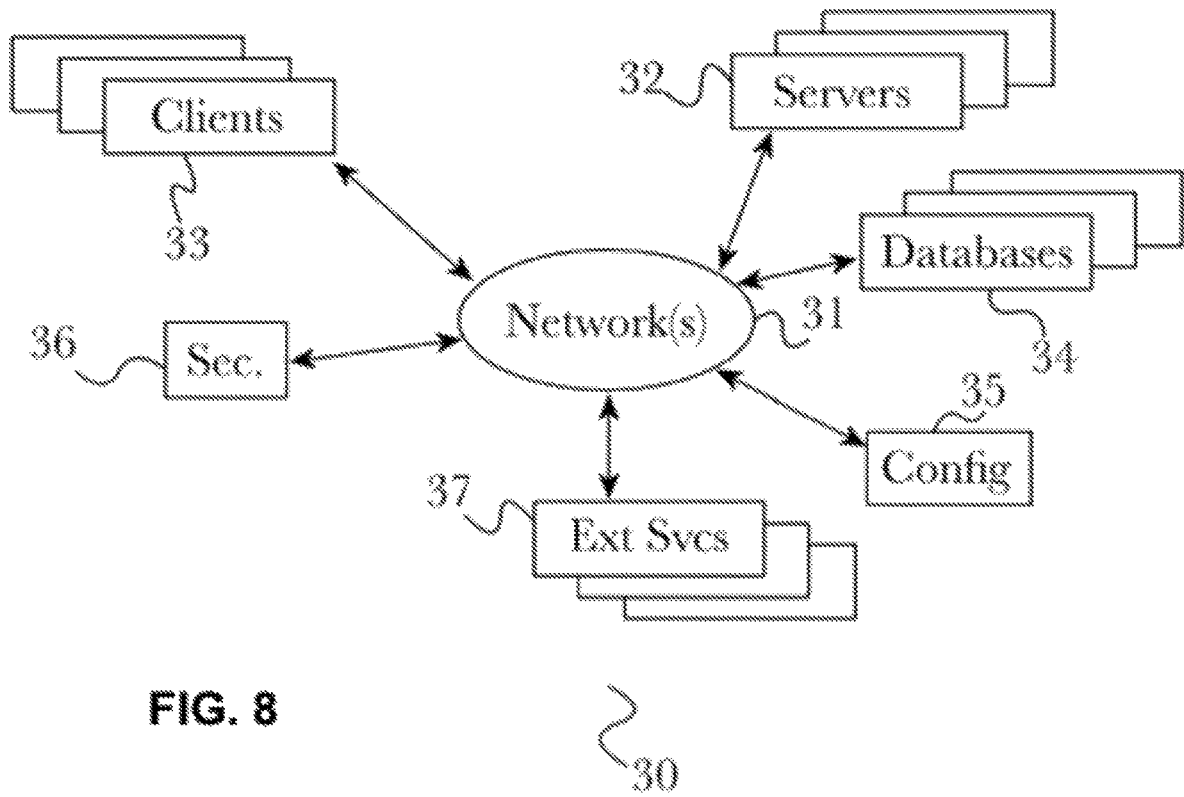 Clients
33
32
Servers
Databases
34
Network(s)
31
36
Sec.
35
Config
37
Ext Svcs
FIG. 8
30